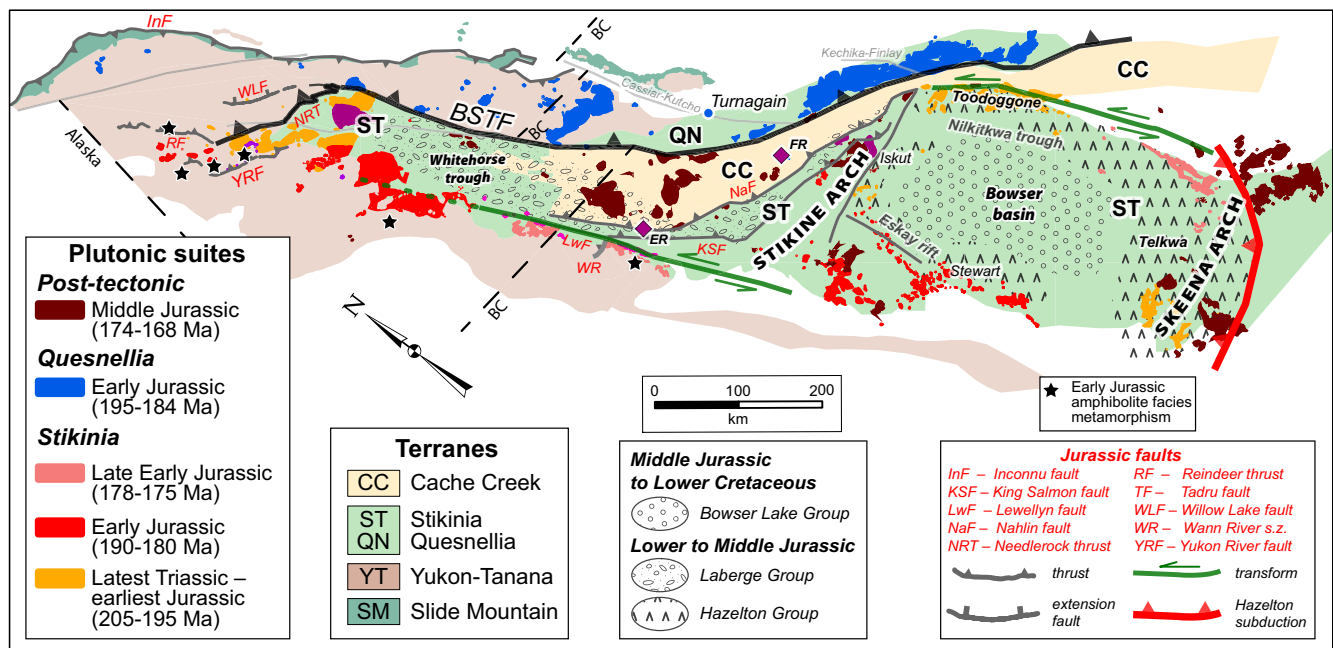 InF
BC
Kechika-Finlay
CC
WLF
Cassiar-Kutcho
Turnagain
Toodoggone
NRT
BSTF
BC
QN
Nilkitkwa trough
Alaska
RF
ST
FR
Iskut
YRF
Whitehorse
trough
CC
NaF
ST
STIKINE ARCH
Bowser
basin
ST
ER
Eskay rift
Telkwa
LwF
KSF
WR
Stewart
SKEENA ARCH
BC
N
Plutonic suites
Post-tectonic
Middle Jurassic
(174-168 Ma)
Quesnellia
Early Jurassic
(195-184 Ma)
Stikinia
Late Early Jurassic
(178-175 Ma)
Early Jurassic
(190-180 Ma)
Latest Triassic –
earliest Jurassic
(205-195 Ma)
Terranes
CC Cache Creek
ST Stikinia
QN Quesnellia
YT Yukon-Tanana
SM Slide Mountain
0 100 200
km
Middle Jurassic
to Lower Cretaceous
Bowser Lake Group
Lower to Middle Jurassic
Laberge Group
Hazelton Group
Early Jurassic
amphibolite facies
metamorphism
Jurassic faults
InF – Inconnu fault
KSF – King Salmon fault
LwF – Lewellyn fault
NaF – Nahlin fault
NRT – Needlerock thrust
RF – Reindeer thrust
TF – Tadru fault
WLF – Willow Lake fault
WR – Wann River s.z.
YRF – Yukon River fault
thrust
transform
extension
fault
Hazelton
subduction